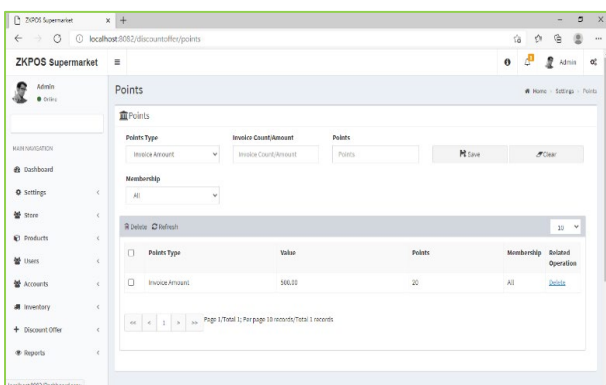 ZKPOS Supermarket
localhost:8082/discountoffer/points
ZKPOS Supermarket
Admin
Admin
Online
Points
Home > Settings > Points
Points
Points Type
Invoice Count/Amount
Points
Invoice Amount
Invoice Count/Amount
Points
Save
Clear
MAIN NAVIGATION
Membership
All
Dashboard
Settings
Store
Products
Users
Accounts
Inventory
Discount Offer
Reports
Delete Refresh
10
Points Type
Value
Points
Membership
Related Operation
Invoice Amount
500.00
20
All
Delete
<< < 1 > >> Page 1/Total 1; Per page 10 records/Total 1 records